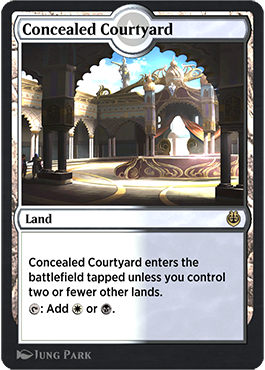 Concealed Courtyard
Land
Concealed Courtyard enters the
battlefield tapped unless you control
two or fewer other lands.
: Add or .
Jung Park